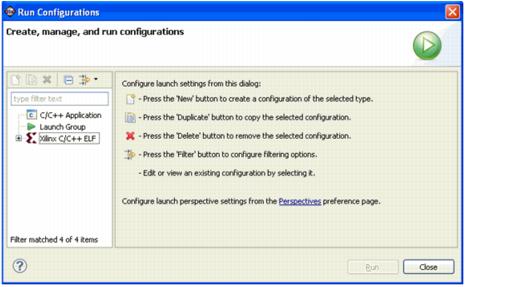 Run Configurations
Create, manage, and run configurations
type filter text
C/C++ Application
Launch Group
Xilinx C/C++ ELF
Filter matched 4 of 4 items
Configure launch settings from this dialog:
- Press the 'New' button to create a configuration of the selected type.
- Press the 'Duplicate' button to copy the selected configuration.
- Press the 'Delete' button to remove the selected configuration.
- Press the 'Filter' button to configure filtering options.
- Edit or view an existing configuration by selecting it.
Configure launch perspective settings from the Perspectives preference page.
Run
Close